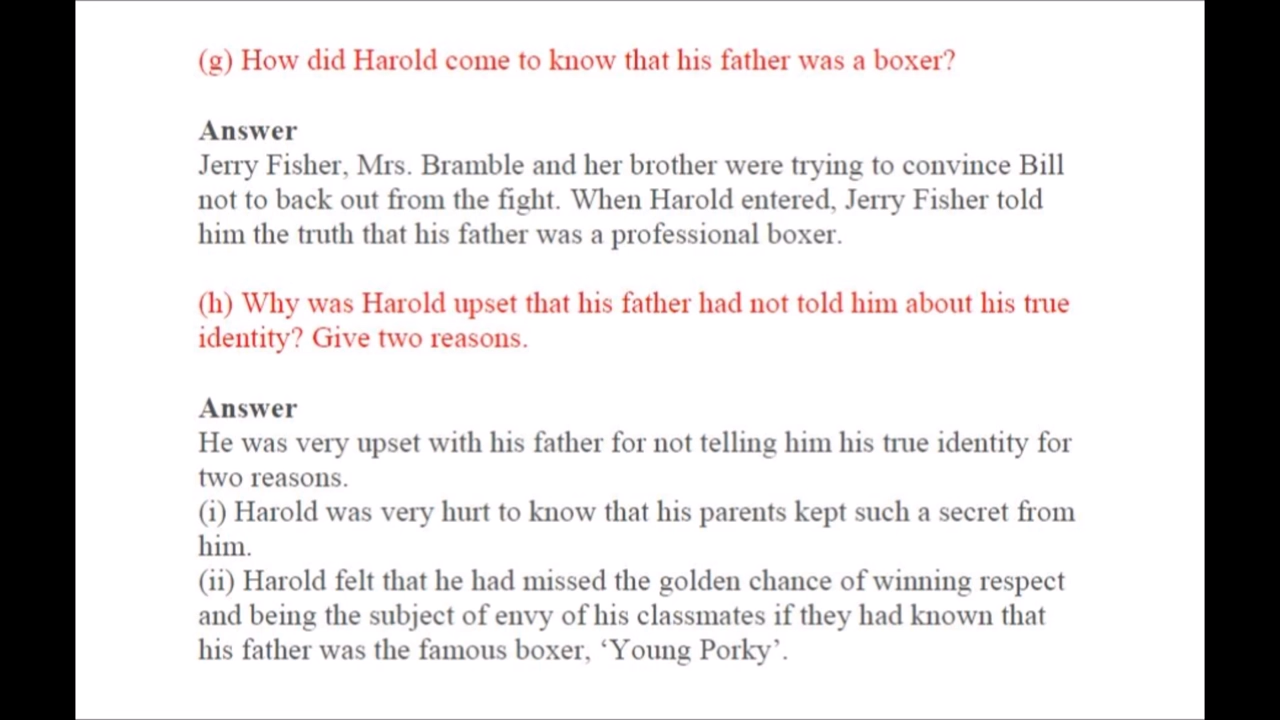 (g) How did Harold come to know that his father was a boxer?
Answer
Jerry Fisher, Mrs. Bramble and her brother were trying to convince Bill
not to back out from the fight. When Harold entered, Jerry Fisher told
him the truth that his father was a professional boxer.
(h) Why was Harold upset that his father had not told him about his true
identity? Give two reasons.
Answer
He was very upset with his father for not telling him his true identity for
two reasons.
(i) Harold was very hurt to know that his parents kept such a secret from
him.
(ii) Harold felt that he had missed the golden chance of winning respect
and being the subject of envy of his classmates if they had known that
his father was the famous boxer, ‘Young Porky’.